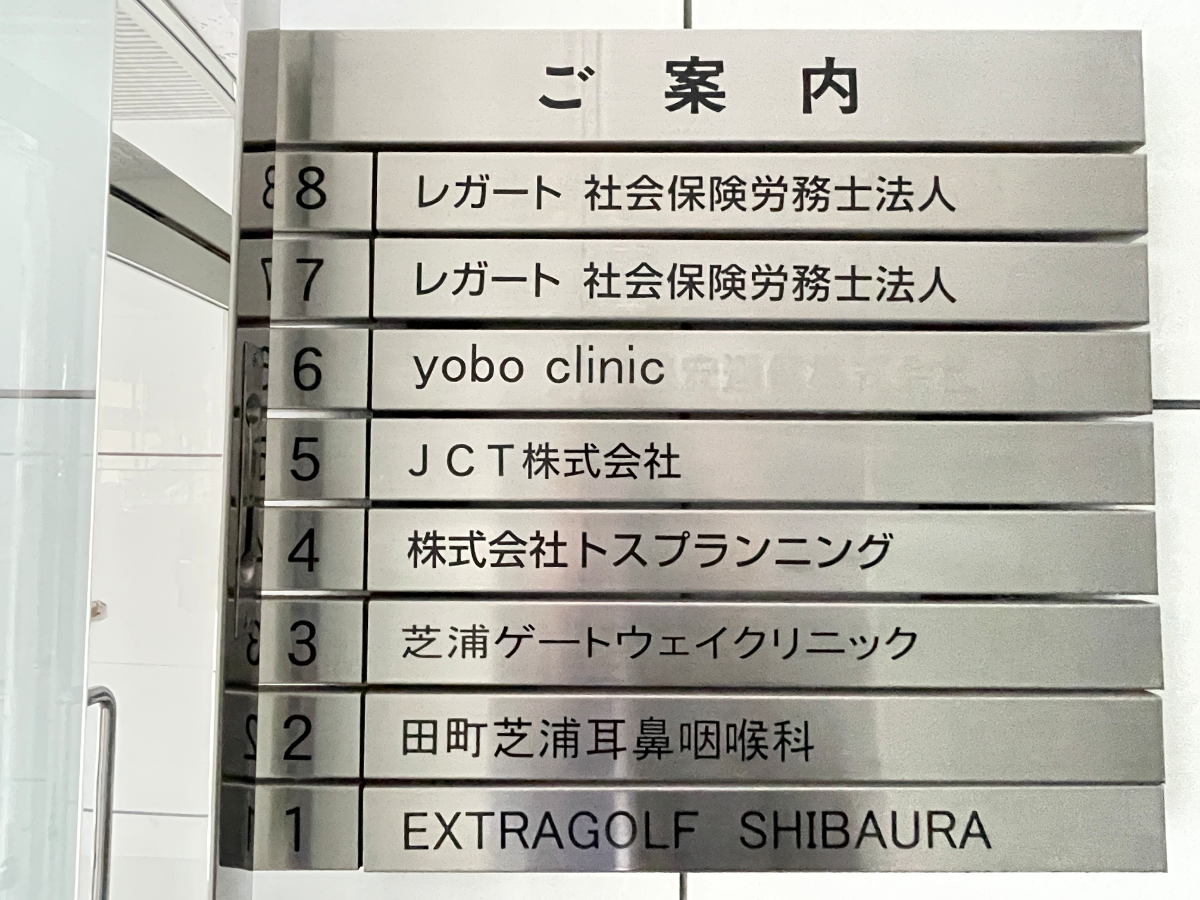 ご案内
8 レガート 社会保険労務士法人
7 レガート 社会保険労務士法人
6 yobo clinic
5 JCT株式会社
4 株式会社トスプランニング
3 芝浦ゲートウェイクリニック
2 田町芝浦耳鼻咽喉科
1 EXTRAGOLF SHIBAURA